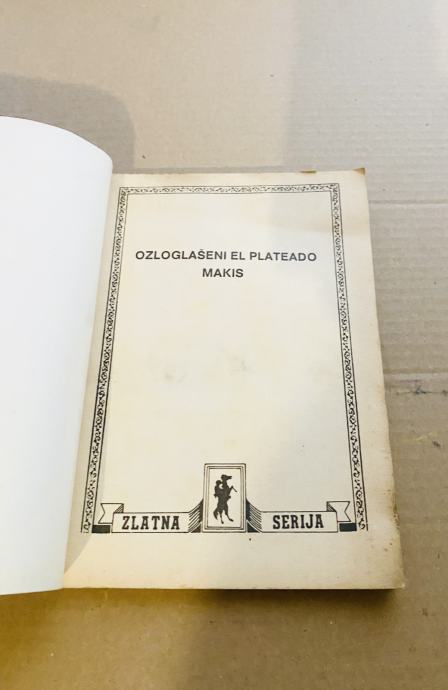 OZLOGLAŠENI EL PLATEADO
MAKIS
ZLATNA SERIJA